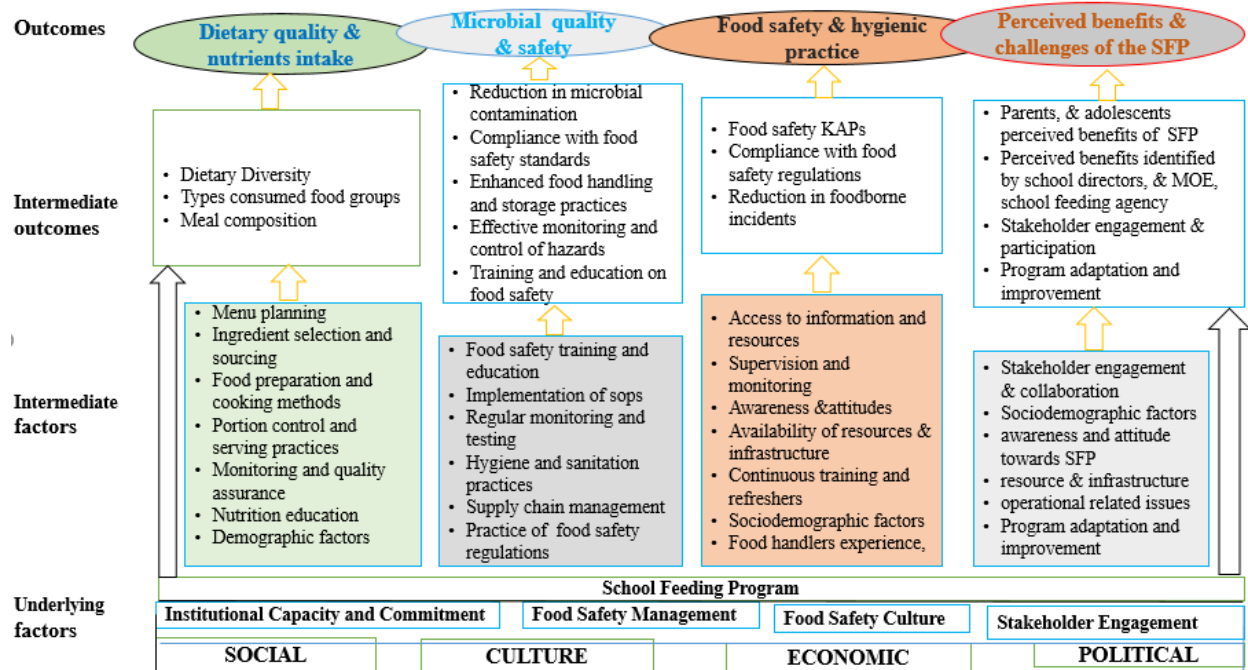 Outcomes
Dietary quality &
nutrients intake
Microbial quality
& safety
Food safety & hygienic
practice
Perceived benefits &
challenges of the SFP
Intermediate
outcomes
• Dietary Diversity
• Types consumed food groups
• Meal composition
• Reduction in microbial
contamination
• Compliance with food
safety standards
• Enhanced food handling
and storage practices
• Effective monitoring and
control of hazards
• Training and education on
food safety
• Food safety KAPs
• Compliance with food
safety regulations
• Reduction in foodborne
incidents
• Parents, & adolescents
perceived benefits of SFP
• Perceived benefits identified
by school directors, & MOE,
school feeding agency
• Stakeholder engagement &
participation
• Program adaptation and
improvement
Intermediate
factors
• Menu planning
• Ingredient selection and
sourcing
• Food preparation and
cooking methods
• Portion control and
serving practices
• Monitoring and quality
assurance
• Nutrition education
• Demographic factors
• Food safety training and
education
• Implementation of sops
• Regular monitoring and
testing
• Hygiene and sanitation
practices
• Supply chain management
• Practice of food safety
regulations
• Access to information and
resources
• Supervision and
monitoring
• Awareness &attitudes
• Availability of resources &
infrastructure
• Continuous training and
refreshers
• Sociodemographic factors
• Food handlers experience,
• Stakeholder engagement
& collaboration
• Sociodemographic factors
• awareness and attitude
towards SFP
• resource & infrastructure
• operational related issues
• Program adaptation and
improvement
Underlying
factors
School Feeding Program
Institutional Capacity and Commitment
Food Safety Management
Food Safety Culture
Stakeholder Engagement
SOCIAL
CULTURE
ECONOMIC
POLITICAL